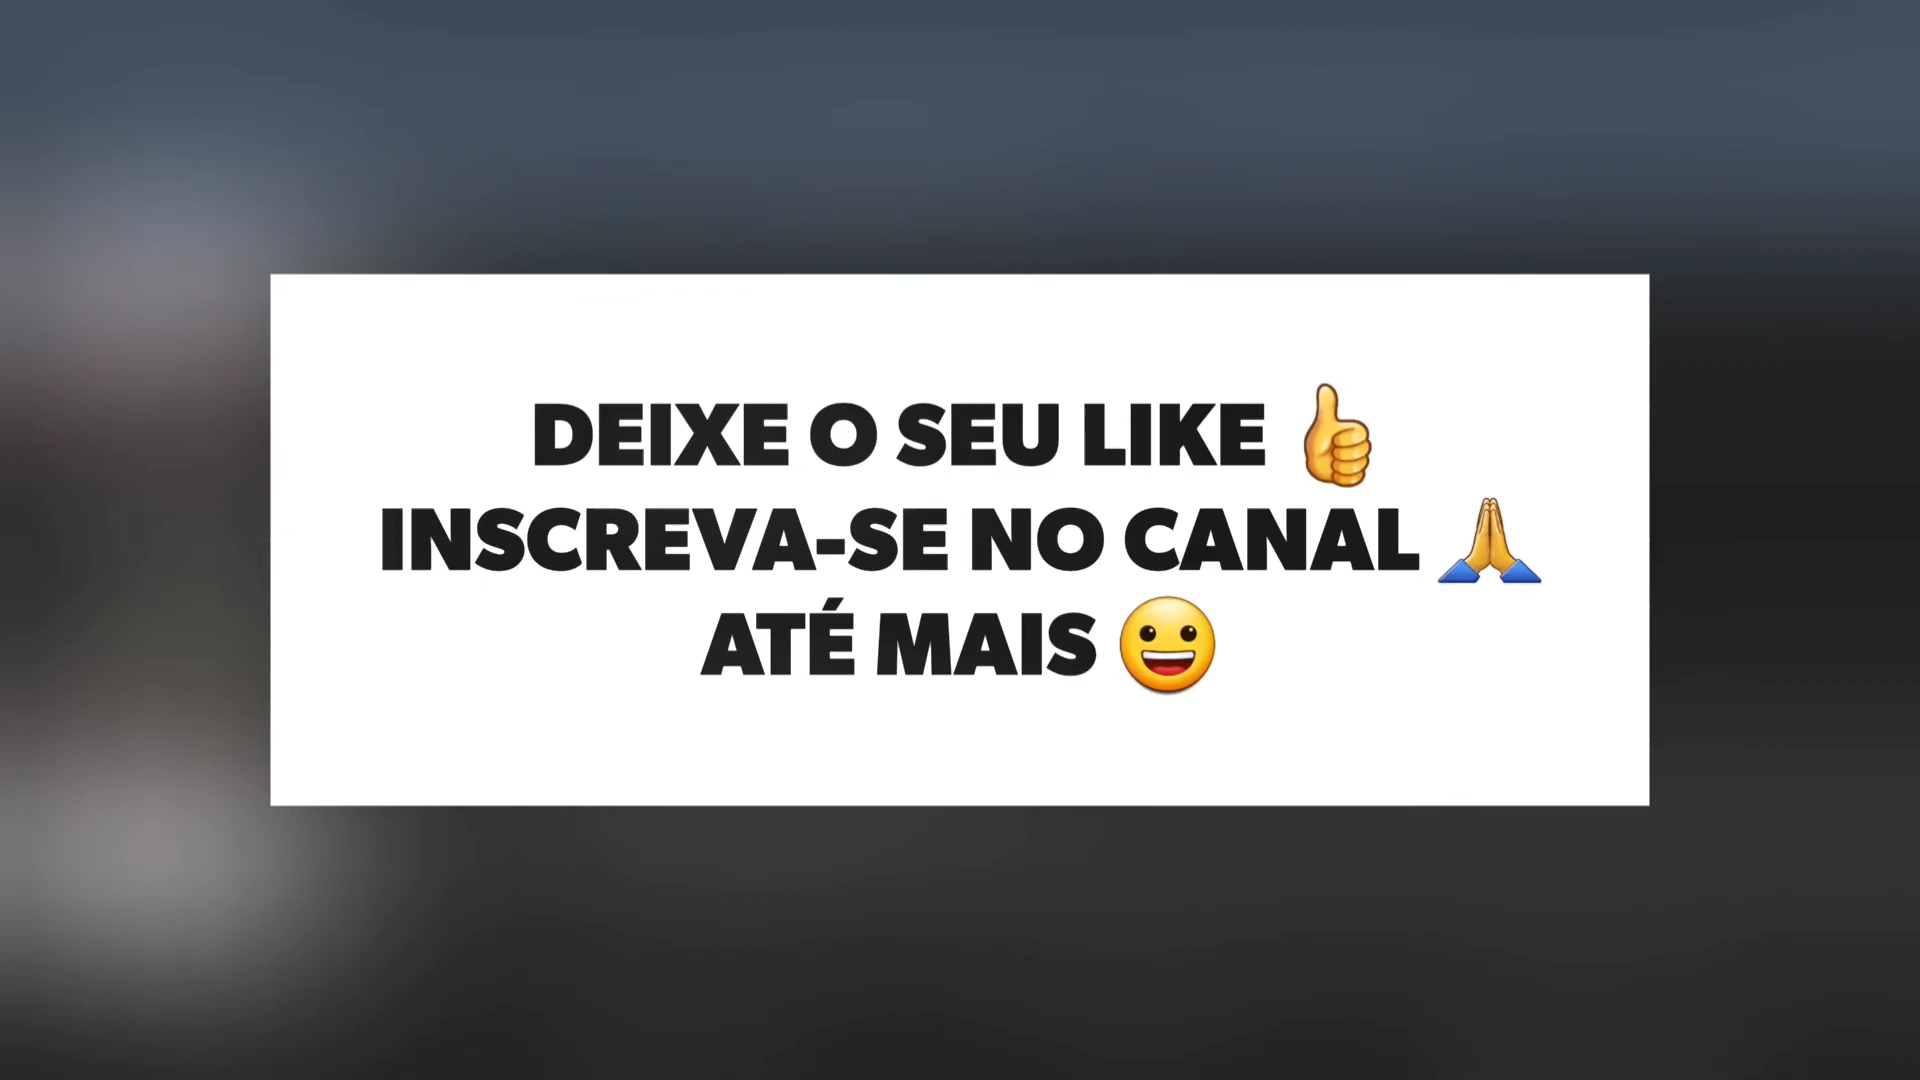 DEIXE O SEU LIKE 👍
INSCREVA-SE NO CANAL 🙏
ATÉ MAIS 😀